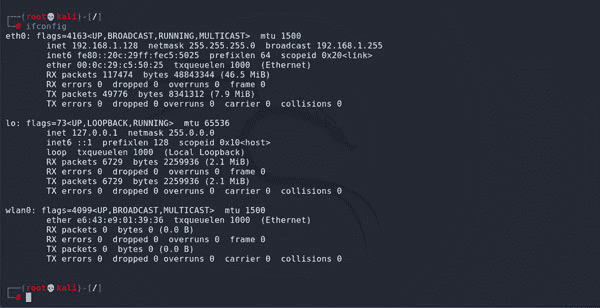 ┌──(root💀kali)-[/]
└─# ifconfig
eth0: flags=4163<UP,BROADCAST,RUNNING,MULTICAST>  mtu 1500
        inet 192.168.1.128  netmask 255.255.255.0  broadcast 192.168.1.255
        inet6 fe80::20c:29ff:fec5:5025  prefixlen 64  scopeid 0x20<link>
        ether 00:0c:29:c5:50:25  txqueuelen 1000  (Ethernet)
        RX packets 117474  bytes 48843344 (46.5 MiB)
        RX errors 0  dropped 0  overruns 0  frame 0
        TX packets 49776  bytes 8341312 (7.9 MiB)
        TX errors 0  dropped 0 overruns 0  carrier 0  collisions 0

lo: flags=73<UP,LOOPBACK,RUNNING>  mtu 65536
        inet 127.0.0.1  netmask 255.0.0.0
        inet6 ::1  prefixlen 128  scopeid 0x10<host>
        loop  txqueuelen 1000  (Local Loopback)
        RX packets 6729  bytes 2259936 (2.1 MiB)
        RX errors 0  dropped 0  overruns 0  frame 0
        TX packets 6729  bytes 2259936 (2.1 MiB)
        TX errors 0  dropped 0 overruns 0  carrier 0  collisions 0

wlan0: flags=4099<UP,BROADCAST,MULTICAST>  mtu 1500
        ether e6:43:e9:01:39:36  txqueuelen 1000  (Ethernet)
        RX packets 0  bytes 0 (0.0 B)
        RX errors 0  dropped 0  overruns 0  frame 0
        TX packets 0  bytes 0 (0.0 B)
        TX errors 0  dropped 0 overruns 0  carrier 0  collisions 0

┌──(root💀kali)-[/]
└─#